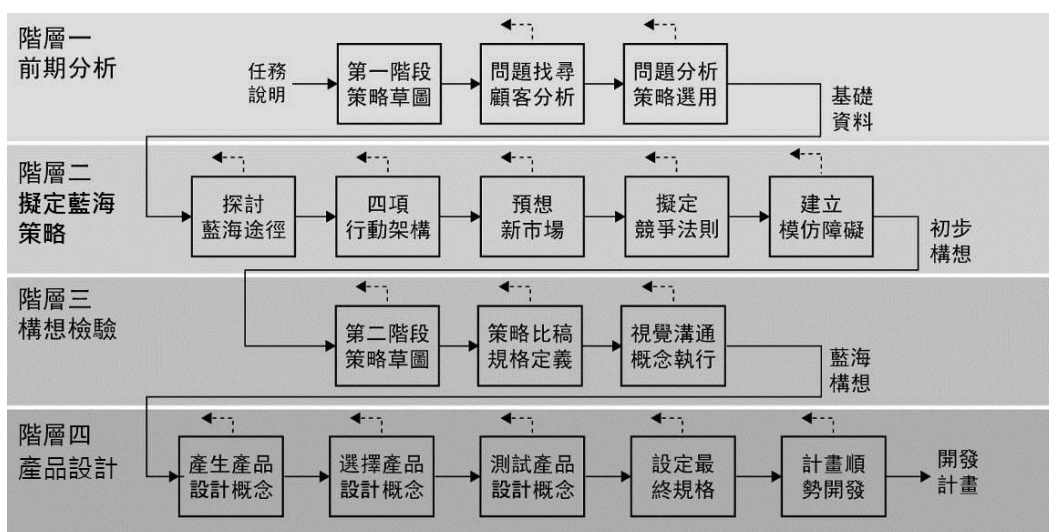 階層一
前期分析
任務
說明
第一階段
策略草圖
問題找尋
顧客分析
問題分析
策略選用
基礎
資料
階層二
擬定藍海
策略
探討
藍海途徑
四項
行動架構
預想
新市場
擬定
競爭法則
建立
模仿障礙
初步
構想
階層三
構想檢驗
第二階段
策略草圖
策略比稿
規格定義
視覺溝通
概念執行
藍海
構想
階層四
產品設計
產生產品
設計概念
選擇產品
設計概念
測試產品
設計概念
設定最
終規格
計畫順
勢開發
開發
計畫